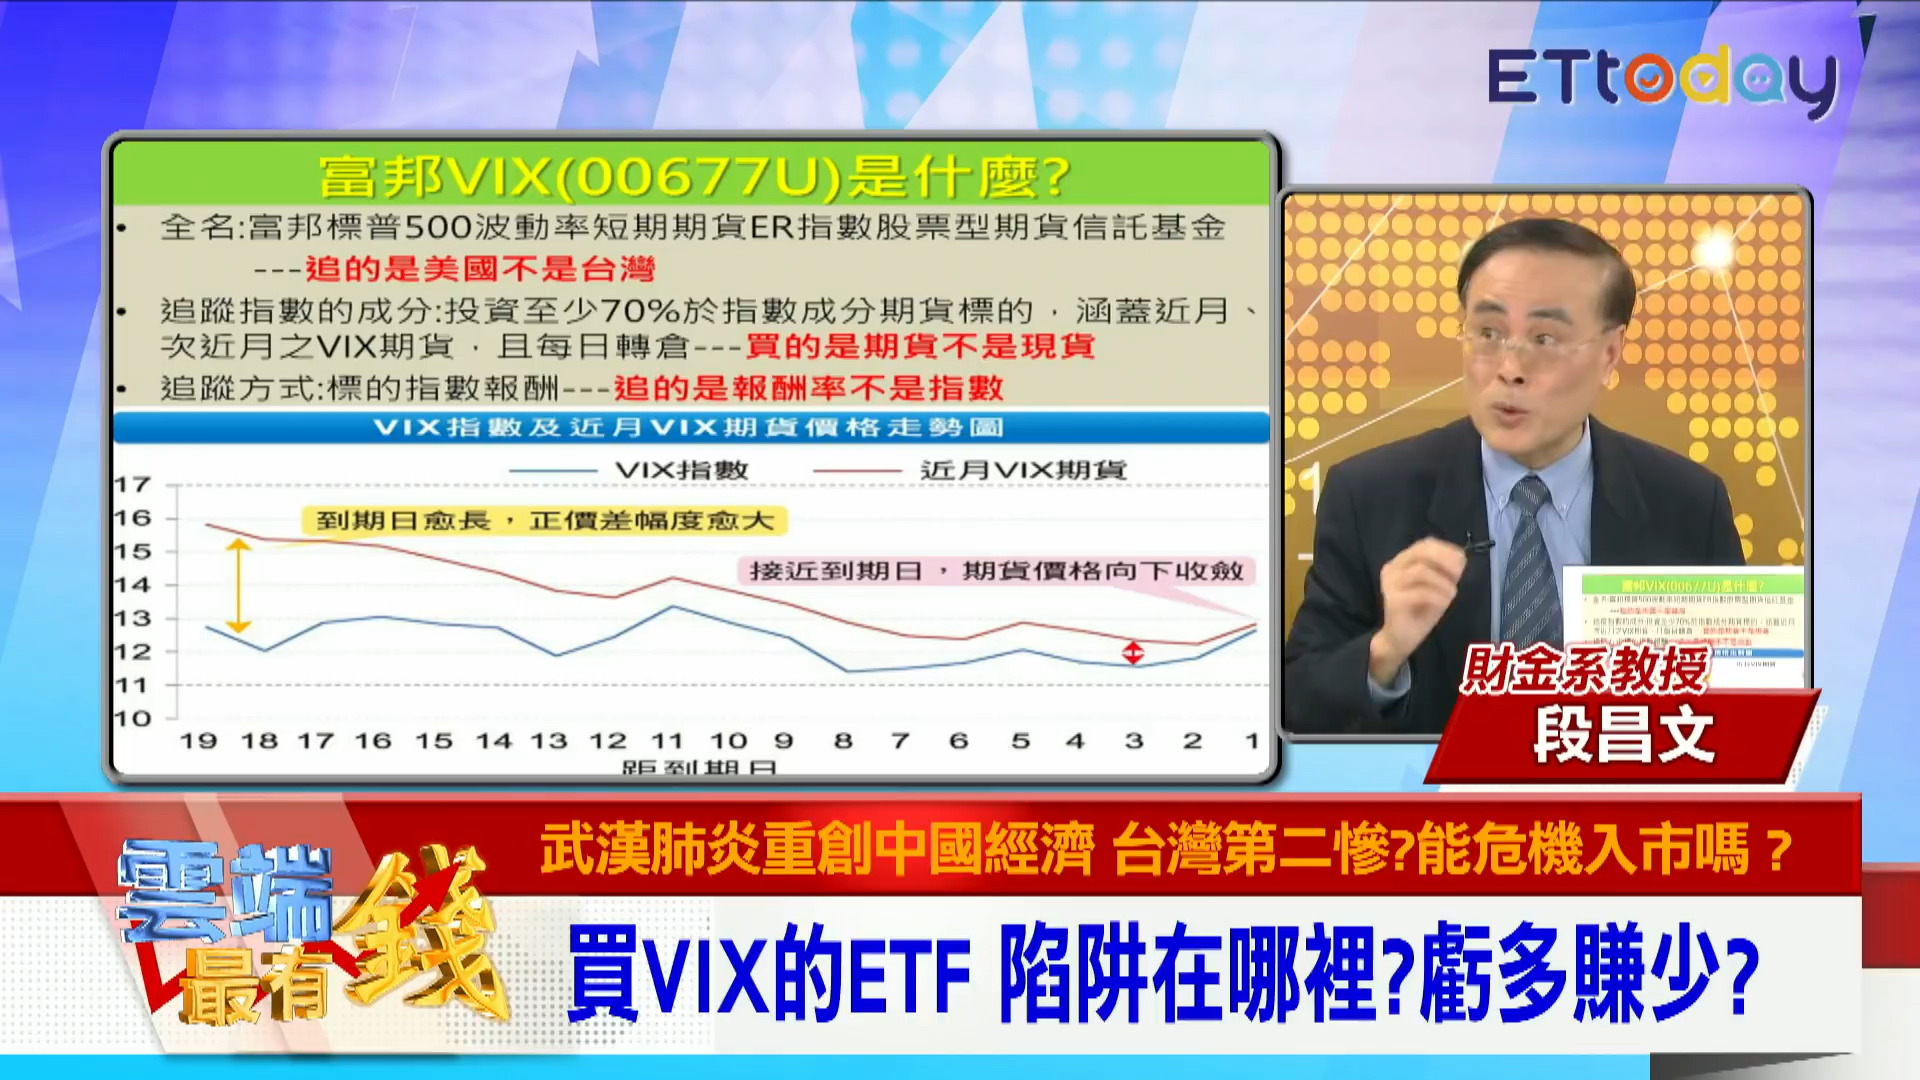 ETtoday
富邦VIX(00677U)是什麼?
• 全名:富邦標普500波動率短期期貨ER指數股票型期貨信託基金
---追的是美國不是台灣
• 追蹤指數的成分:投資至少70%於指數成分期貨標的，涵蓋近月、
次近月之VIX期貨，且每日轉倉---買的是期貨不是現貨
• 追蹤方式:標的指數報酬---追的是報酬率不是指數
VIX指數及近月VIX期貨價格走勢圖
VIX指數 近月VIX期貨
17
16
15
14
13
12
11
10
到期日愈長，正價差幅度愈大
接近到期日，期貨價格向下收斂
19 18 17 16 15 14 13 12 11 10 9 8 7 6 5 4 3 2 1
距到期日
富邦VIX(00677U)是什麼?
財金系教授
段昌文
雲端最有錢
武漢肺炎重創中國經濟 台灣第二慘?能危機入市嗎？
買VIX的ETF 陷阱在哪裡?虧多賺少?